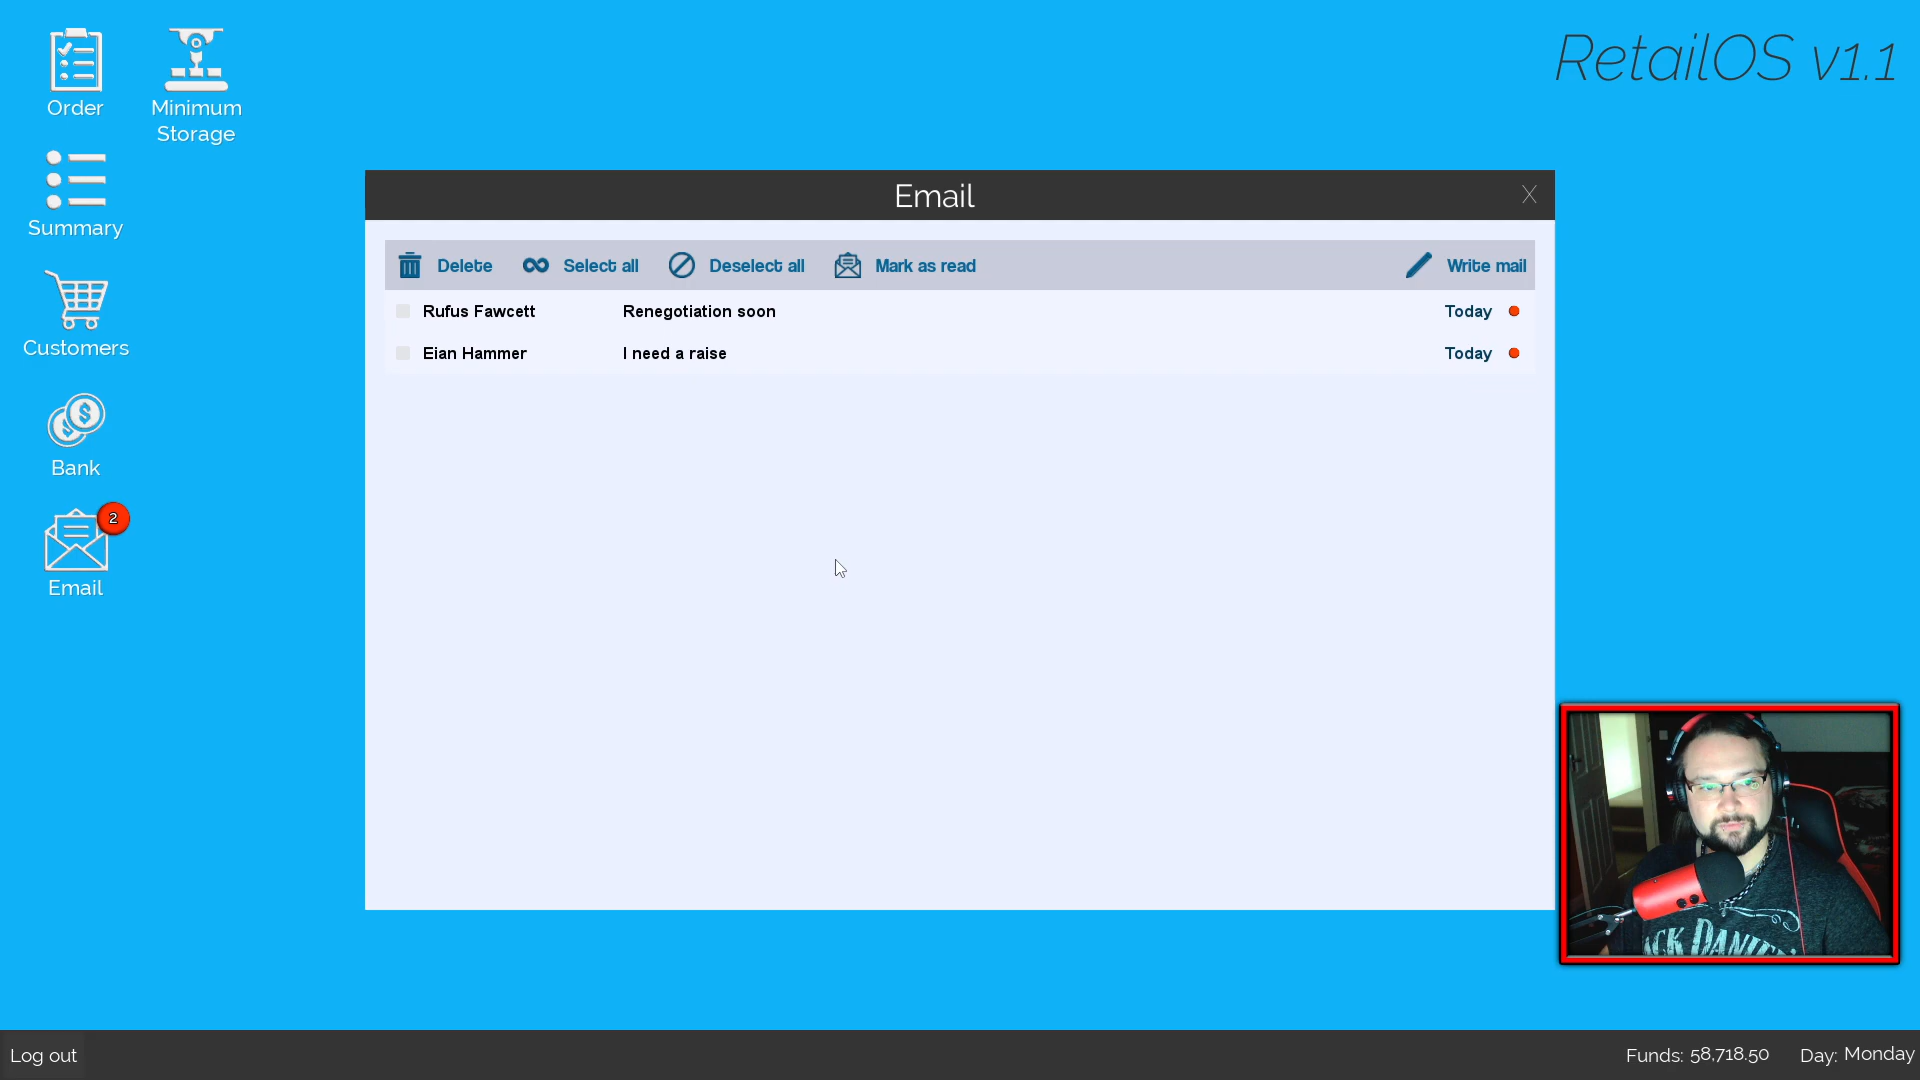 RetailOS v1.1
Order
Minimum
Storage
Summary
Customers
Bank
2
Email
Email
X
Delete
Select all
Deselect all
Mark as read
Write mail
Rufus Fawcett Renegotiation soon Today
Eian Hammer I need a raise Today
Log out
Funds: 58,718.50
Day: Monday